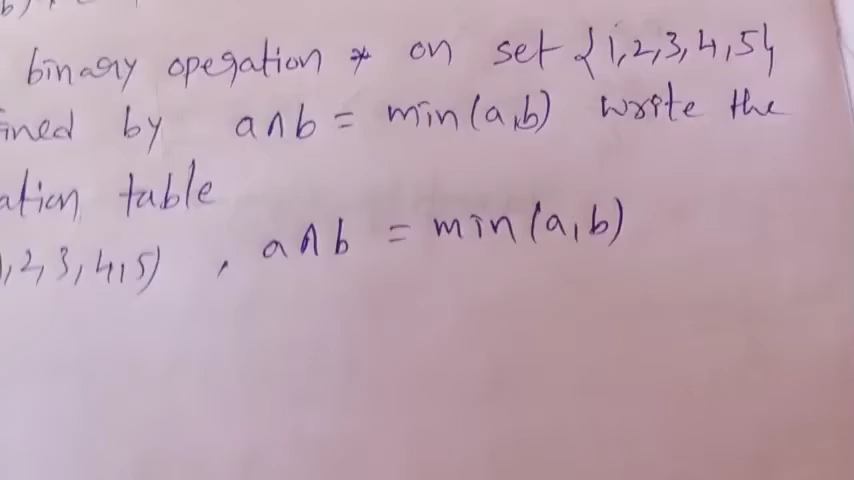 binary operation * on set {1,2,3,4,5}
ined by a∧b = min(a,b) write the
ation table
,2,3,4,5) , a∧b = min(a,b)